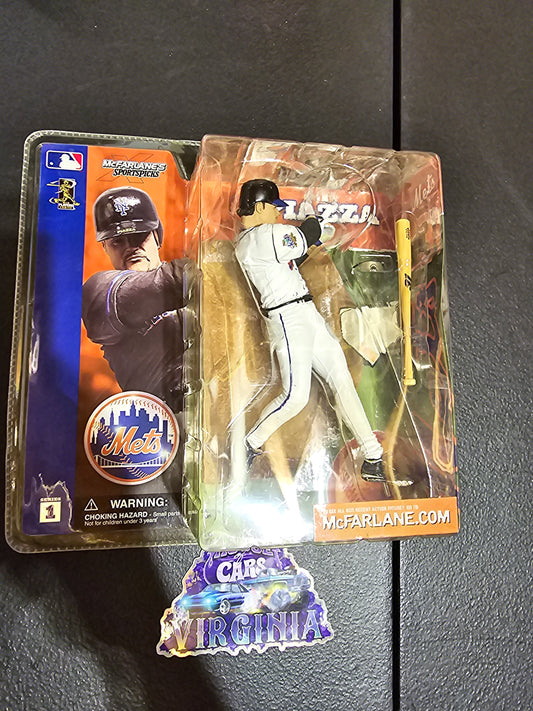 McFARLANE'S
SPORTSPICKS
PIAZZA
Mets
Mets
SERIES
1
WARNING:
CHOKING HAZARD - Small parts
Not for children under 3 years
McFARLANE.COM
CARS
VIRGINIA